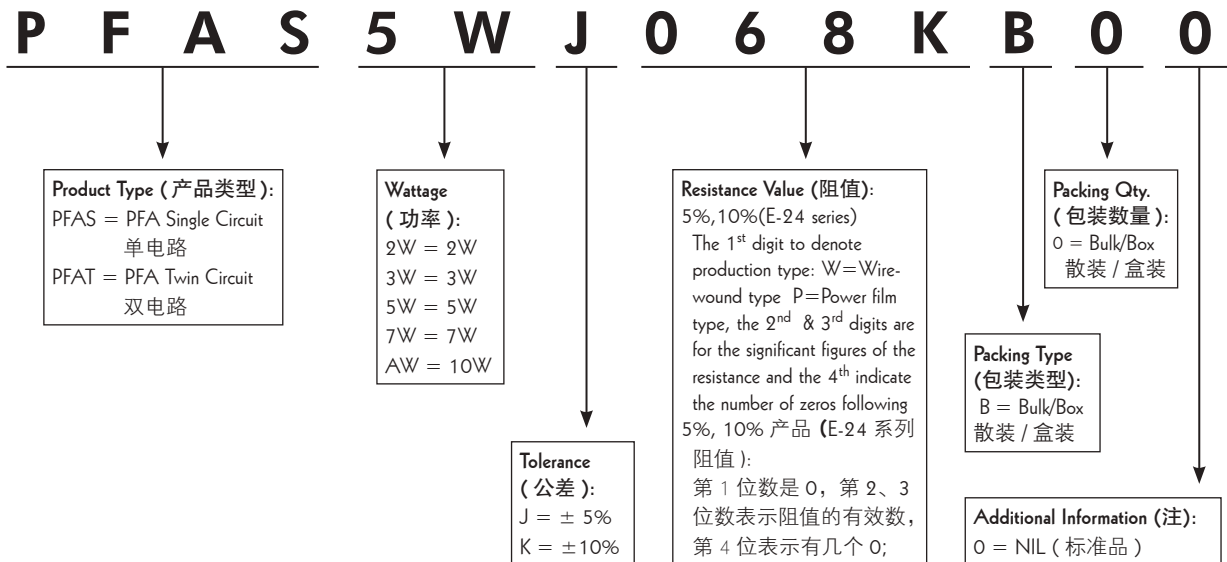 P F A S 5 W J 0 6 8 K B 0 0
Product Type (产品类型):
PFAS = PFA Single Circuit
单电路
PFAT = PFA Twin Circuit
双电路
Wattage
(功率):
2W = 2W
3W = 3W
5W = 5W
7W = 7W
AW = 10W
Tolerance
(公差):
J = ± 5%
K = ±10%
Resistance Value (阻值):
5%,10%(E-24 series)
The 1st digit to denote
production type: W=Wire-
wound type P=Power film
type, the 2nd & 3rd digits are
for the significant figures of the
resistance and the 4th indicate
the number of zeros following
5%, 10% 产品 (E-24 系列
阻值):
第 1 位数是 0，第 2、3
位数表示阻值的有效数，
第 4 位表示有几个 0;
Packing Type
(包装类型):
B = Bulk/Box
散装 / 盒装
Packing Qty.
(包装数量):
0 = Bulk/Box
散装 / 盒装
Additional Information (注):
0 = NIL (标准品)